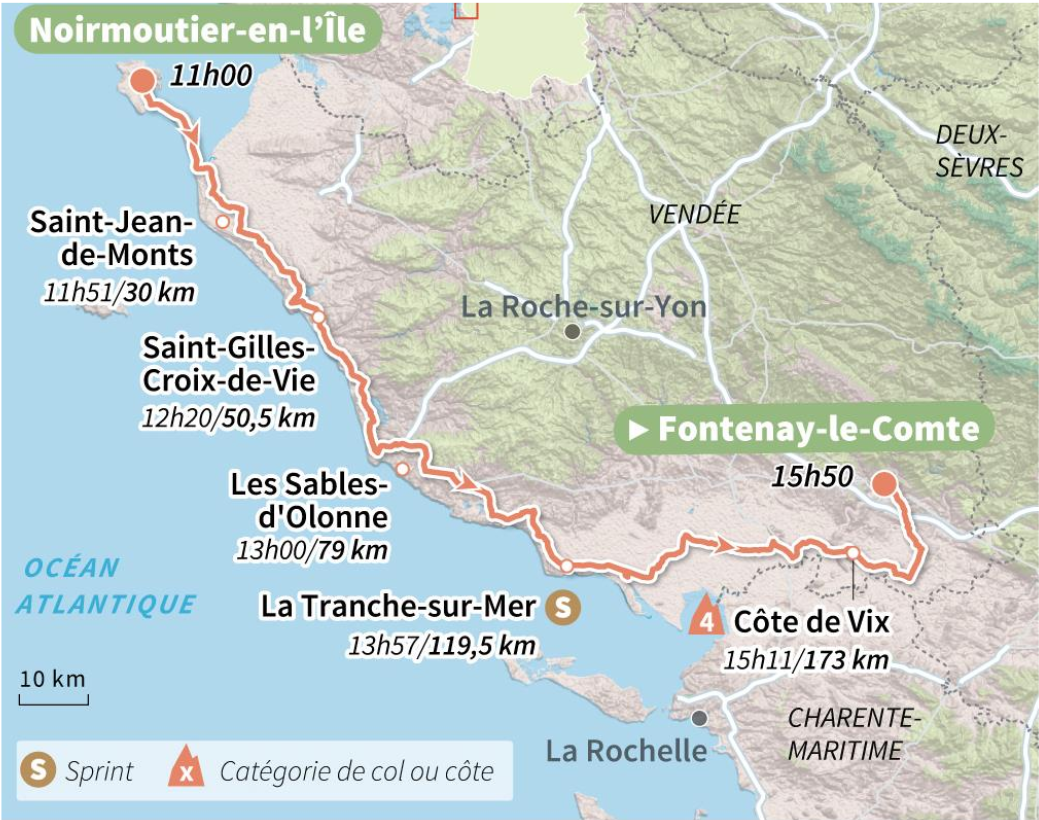 Noirmoutier-en-l'Île
11h00
DEUX-
SÈVRES
VENDÉE
Saint-Jean-
de-Monts
11h51/30 km
La Roche-sur-Yon
Saint-Gilles-
Croix-de-Vie
12h20/50,5 km
► Fontenay-le-Comte
15h50
Les Sables-
d'Olonne
13h00/79 km
OCÉAN
ATLANTIQUE
La Tranche-sur-Mer S
13h57/119,5 km
4 Côte de Vix
15h11/173 km
10 km
CHARENTE-
MARITIME
La Rochelle
S Sprint
x Catégorie de col ou côte